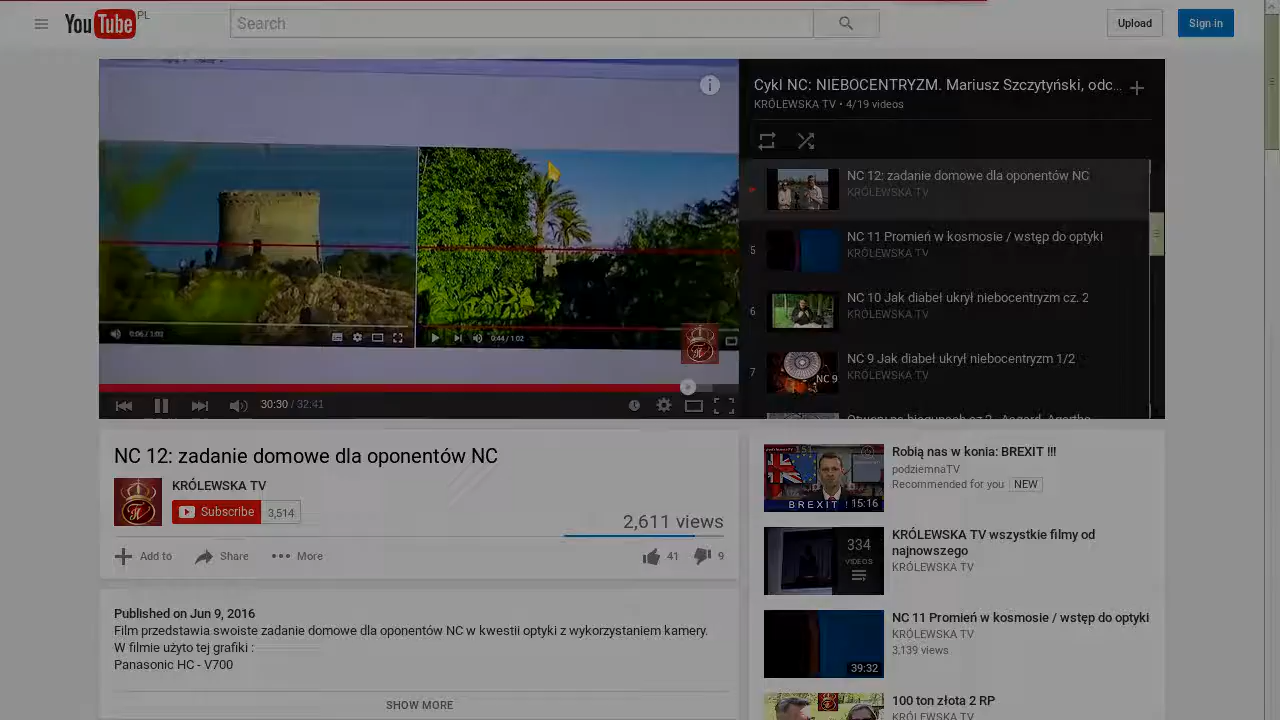 YouTube PL
Search
Upload
Sign in
0:06 / 1:02
0:44 / 1:02
30:30 / 32:41
Cykl NC: NIEBOCENTRYZM. Mariusz Szczytyński, odc...
KRÓLEWSKA TV • 4/19 videos
NC 12: zadanie domowe dla oponentów NC
KRÓLEWSKA TV
5
NC 11 Promień w kosmosie / wstęp do optyki
KRÓLEWSKA TV
6
NC 10 Jak diabeł ukrył niebocentryzm cz. 2
KRÓLEWSKA TV
7
NC 9
NC 9 Jak diabeł ukrył niebocentryzm 1/2
KRÓLEWSKA TV
NC 12: zadanie domowe dla oponentów NC
KRÓLEWSKA TV
Subscribe 3,514
2,611 views
Add to Share More 41 9
Published on Jun 9, 2016
Film przedstawia swoiste zadanie domowe dla oponentów NC w kwestii optyki z wykorzystaniem kamery.
W filmie użyto tej grafiki :
Panasonic HC - V700
SHOW MORE
BREXIT !
15:16
Robią nas w konia: BREXIT !!!
podziemnaTV
Recommended for you NEW
334
VIDEOS
KRÓLEWSKA TV wszystkie filmy od
najnowszego
KRÓLEWSKA TV
39:32
NC 11 Promień w kosmosie / wstęp do optyki
KRÓLEWSKA TV
3,139 views
100 ton złota 2 RP
KRÓLEWSKA TV